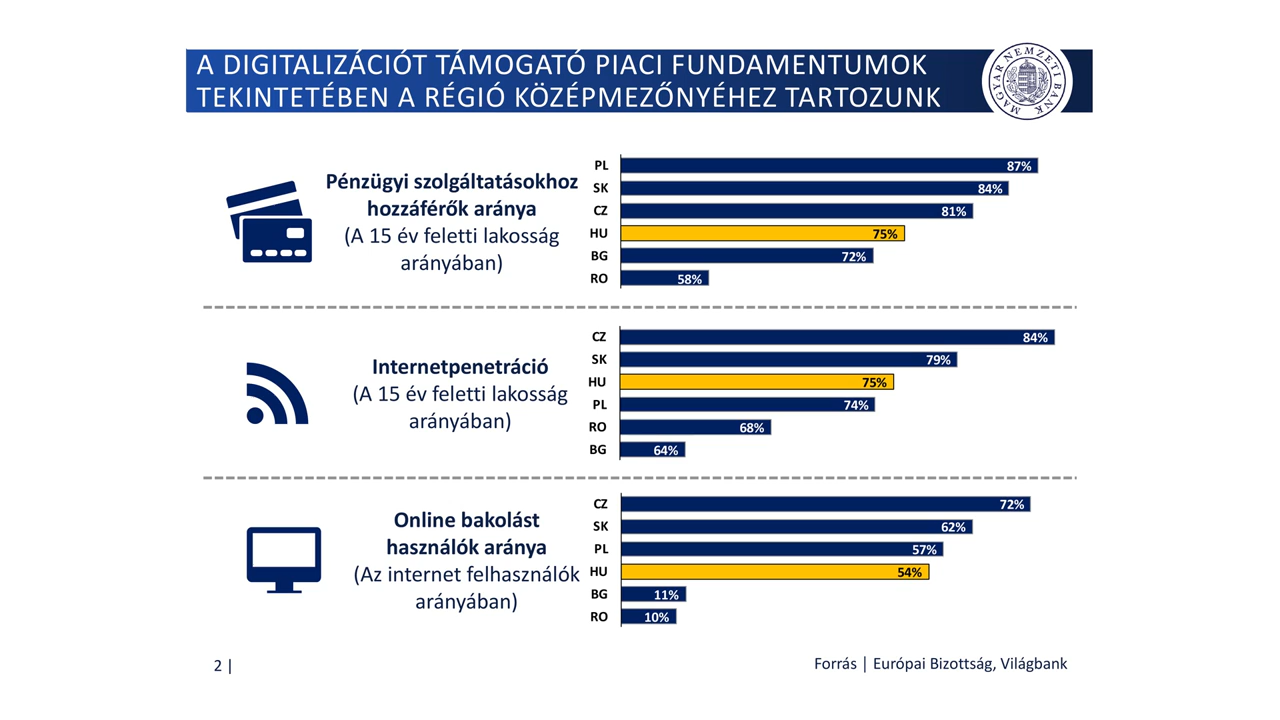 A DIGITALIZÁCIÓT TÁMOGATÓ PIACI FUNDAMENTUMOK
TEKINTETÉBEN A RÉGIÓ KÖZÉPMEZŐNYÉHEZ TARTOZUNK
MAGYAR NEMZETI BANK
Pénzügyi szolgáltatásokhoz
hozzáférők aránya
(A 15 év feletti lakosság
arányában)
PL 87%
SK 84%
CZ 81%
HU 75%
BG 72%
RO 58%
Internetpenetráció
(A 15 év feletti lakosság
arányában)
CZ 84%
SK 79%
HU 75%
PL 74%
RO 68%
BG 64%
Online bakolást
használók aránya
(Az internet felhasználók
arányában)
CZ 72%
SK 62%
PL 57%
HU 54%
BG 11%
RO 10%
2 |
Forrás | Európai Bizottság, Világbank